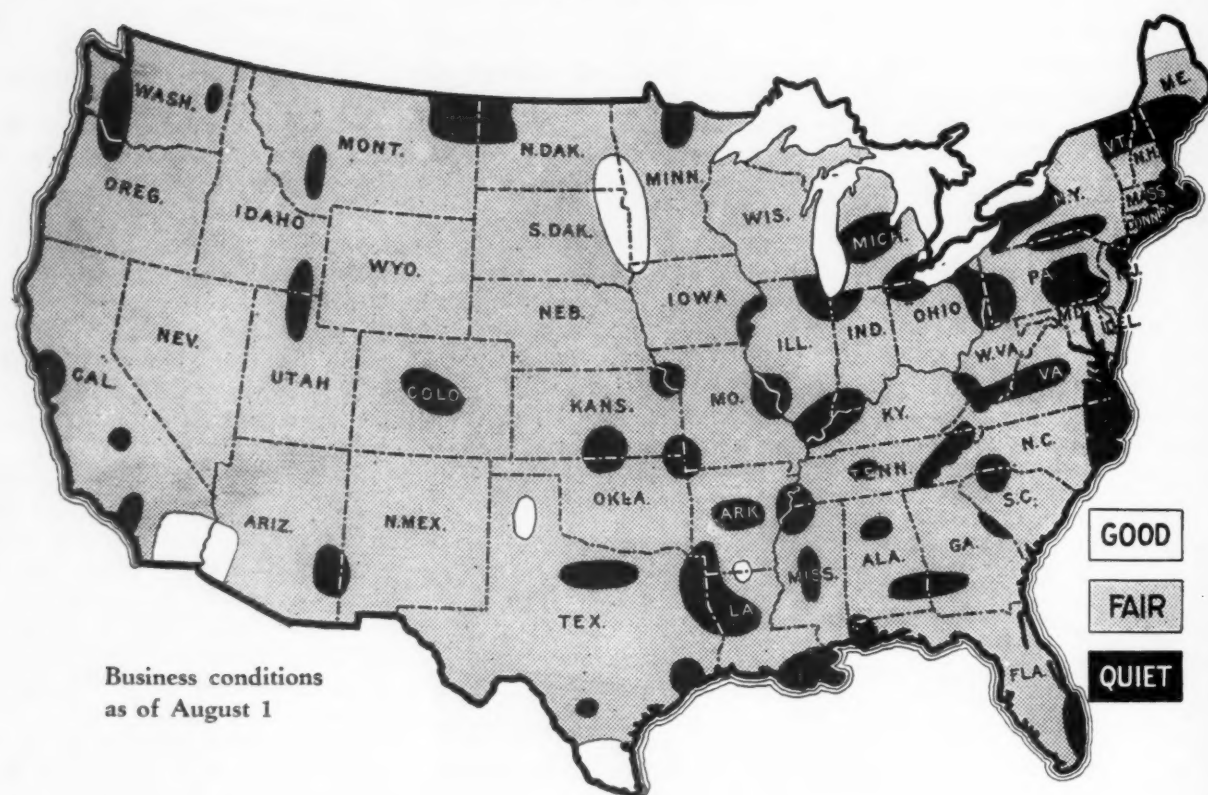 WASH.
OREG.
CAL.
NEV.
IDAHO
MONT.
WYO.
UTAH
COLO
ARIZ.
N.MEX.
N.DAK.
S.DAK.
NEB.
KANS.
OKLA.
TEX.
MINN.
IOWA
MO.
ARK
LA
WIS.
ILL.
MICH.
IND.
OHIO
KY.
TENN.
MISS.
ALA.
GA.
FLA.
S.C.
N.C.
VA
W.VA.
MD.
DEL.
PA.
N.J.
N.Y.
CONN.
MASS
VT.
N.H.
ME.
GOOD
FAIR
QUIET
Business conditions
as of August 1